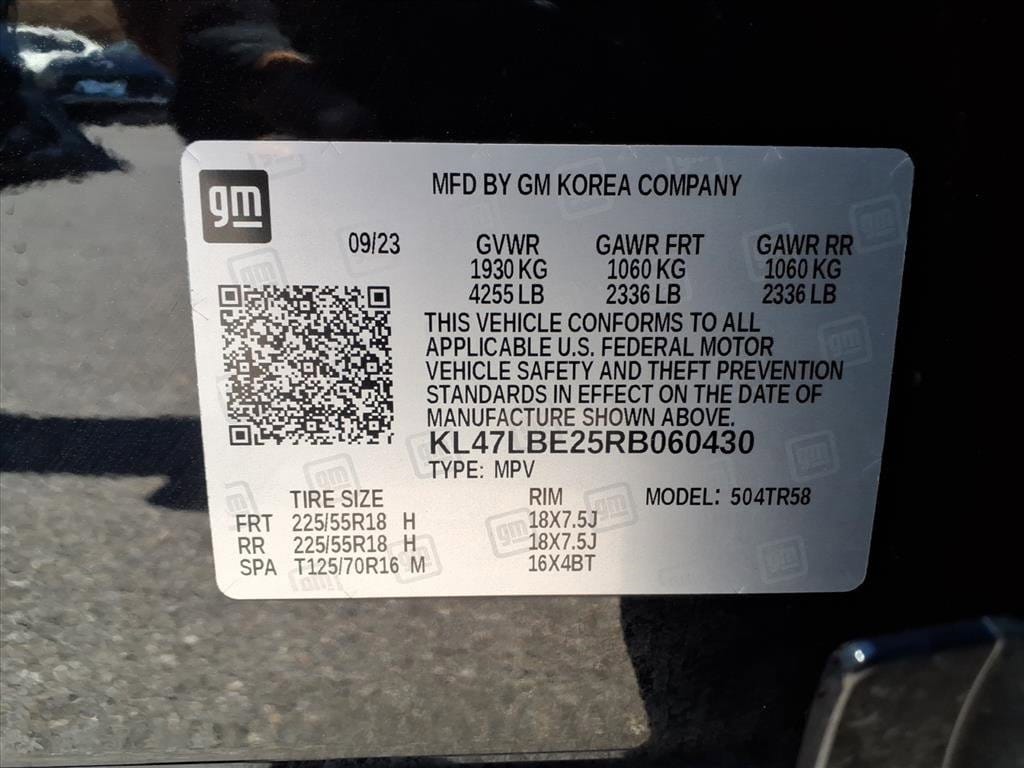 gm
MFD BY GM KOREA COMPANY
09/23 GVWR GAWR FRT GAWR RR
1930 KG 1060 KG 1060 KG
4255 LB 2336 LB 2336 LB
THIS VEHICLE CONFORMS TO ALL
APPLICABLE U.S. FEDERAL MOTOR
VEHICLE SAFETY AND THEFT PREVENTION
STANDARDS IN EFFECT ON THE DATE OF
MANUFACTURE SHOWN ABOVE.
KL47LBE25RB060430
TYPE: MPV
TIRE SIZE RIM MODEL: 504TR58
FRT 225/55R18 H 18X7.5J
RR 225/55R18 H 18X7.5J
SPA T125/70R16 M 16X4BT